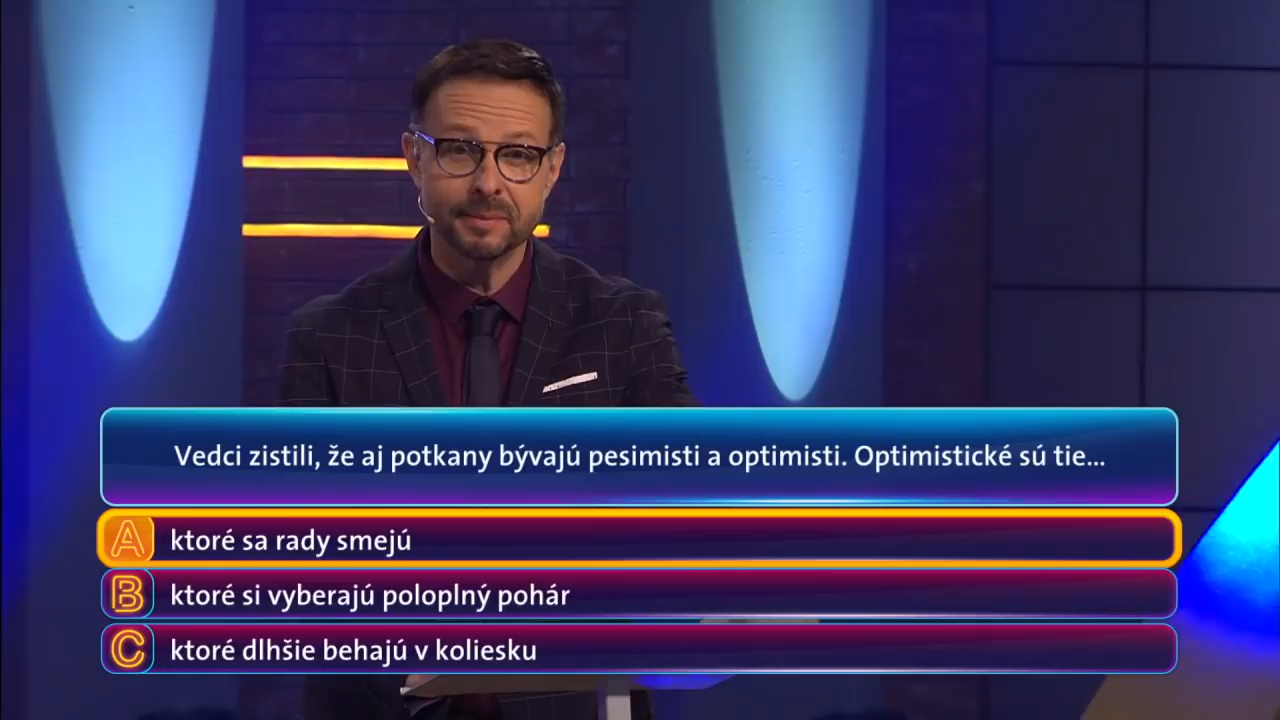 Vedci zistili, že aj potkany bývajú pesimisti a optimisti. Optimistické sú tie...
A ktoré sa rady smejú
B ktoré si vyberajú poloplný pohár
C ktoré dlhšie behajú v koliesku